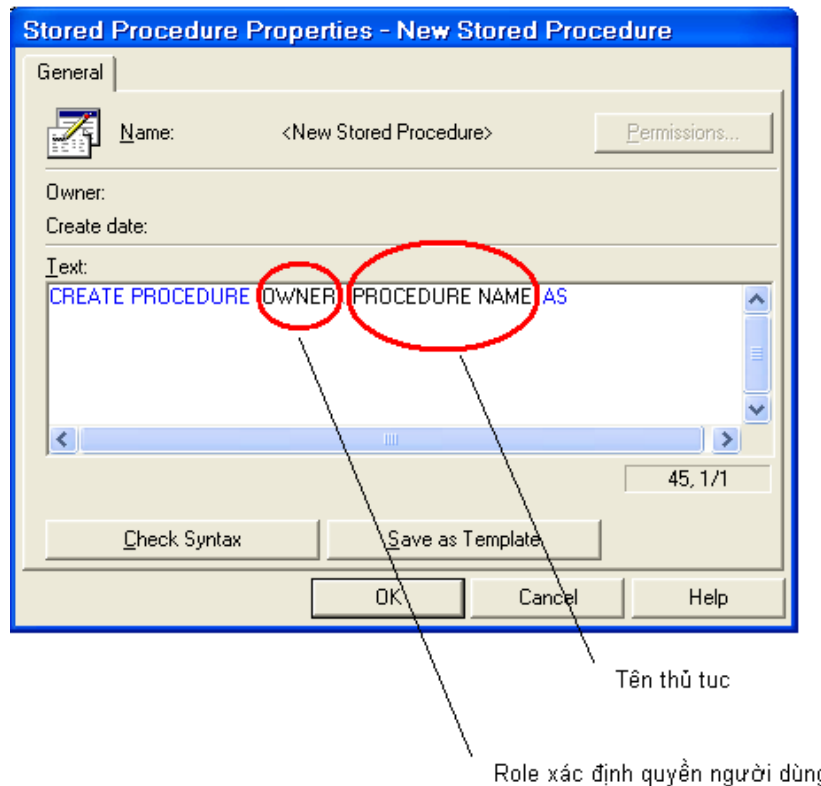 Stored Procedure Properties - New Stored Procedure
General
Name: <New Stored Procedure> Permissions...
Owner:
Create date:
Text:
CREATE PROCEDURE OWNER PROCEDURE NAME AS
45, 1/1
Check Syntax Save as Template
OK Cancel Help
Tên thủ tuc
Role xác định quyền người dùng